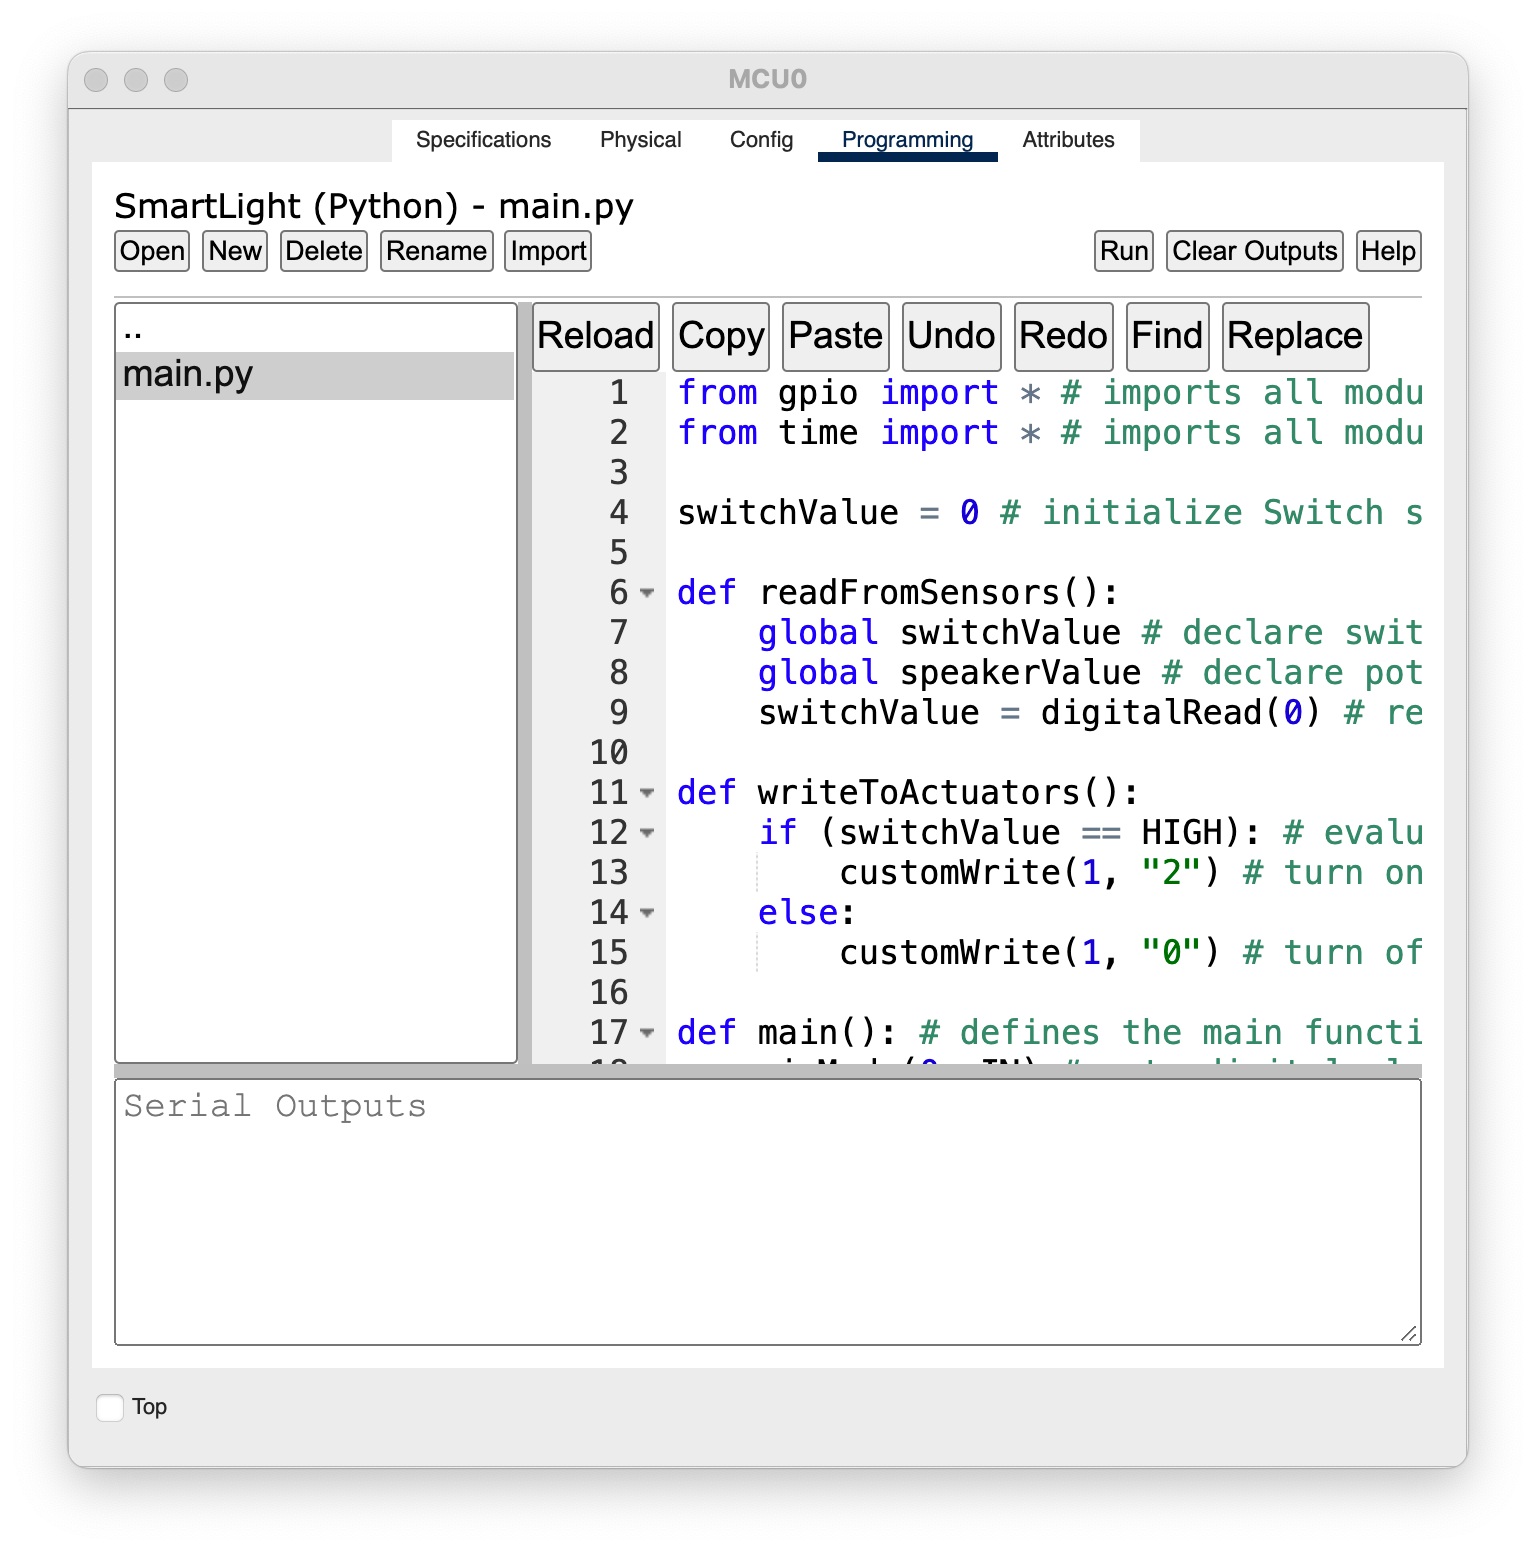 MCU0
Specifications Physical Config Programming Attributes
SmartLight (Python) - main.py
Open New Delete Rename Import Run Clear Outputs Help
..
main.py
Reload Copy Paste Undo Redo Find Replace
1 from gpio import * # imports all modu
2 from time import * # imports all modu
3
4 switchValue = 0 # initialize Switch s
5
6 def readFromSensors():
7     global switchValue # declare swit
8     global speakerValue # declare pot
9     switchValue = digitalRead(0) # re
10
11 def writeToActuators():
12     if (switchValue == HIGH): # evalu
13         customWrite(1, "2") # turn on
14     else:
15         customWrite(1, "0") # turn of
16
17 def main(): # defines the main functi
Serial Outputs
Top